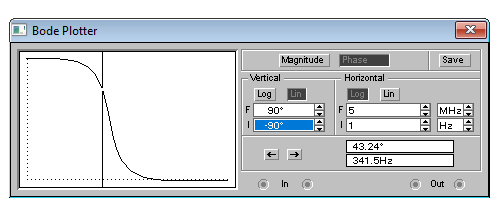 Bode Plotter
Magnitude Phase Save
Vertical Horizontal
Log Lin Log Lin
F 90° F 5 MHz
I -90° I 1 Hz
← → 43.24°
341.5Hz
In Out